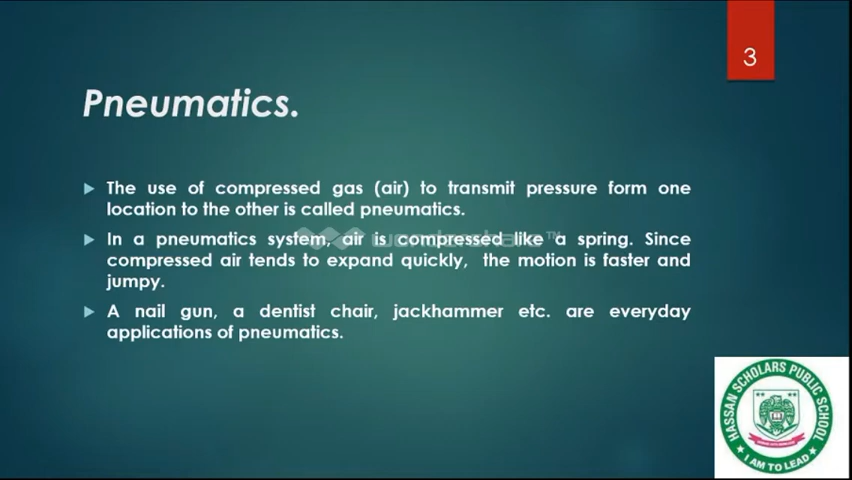 3
Pneumatics.
The use of compressed gas (air) to transmit pressure form one
location to the other is called pneumatics.
In a pneumatics system, air is compressed like a spring. Since
compressed air tends to expand quickly, the motion is faster and
jumpy.
A nail gun, a dentist chair, jackhammer etc. are everyday
applications of pneumatics.
HASSAN SCHOLARS PUBLIC SCHOOL
I AM TO LEAD